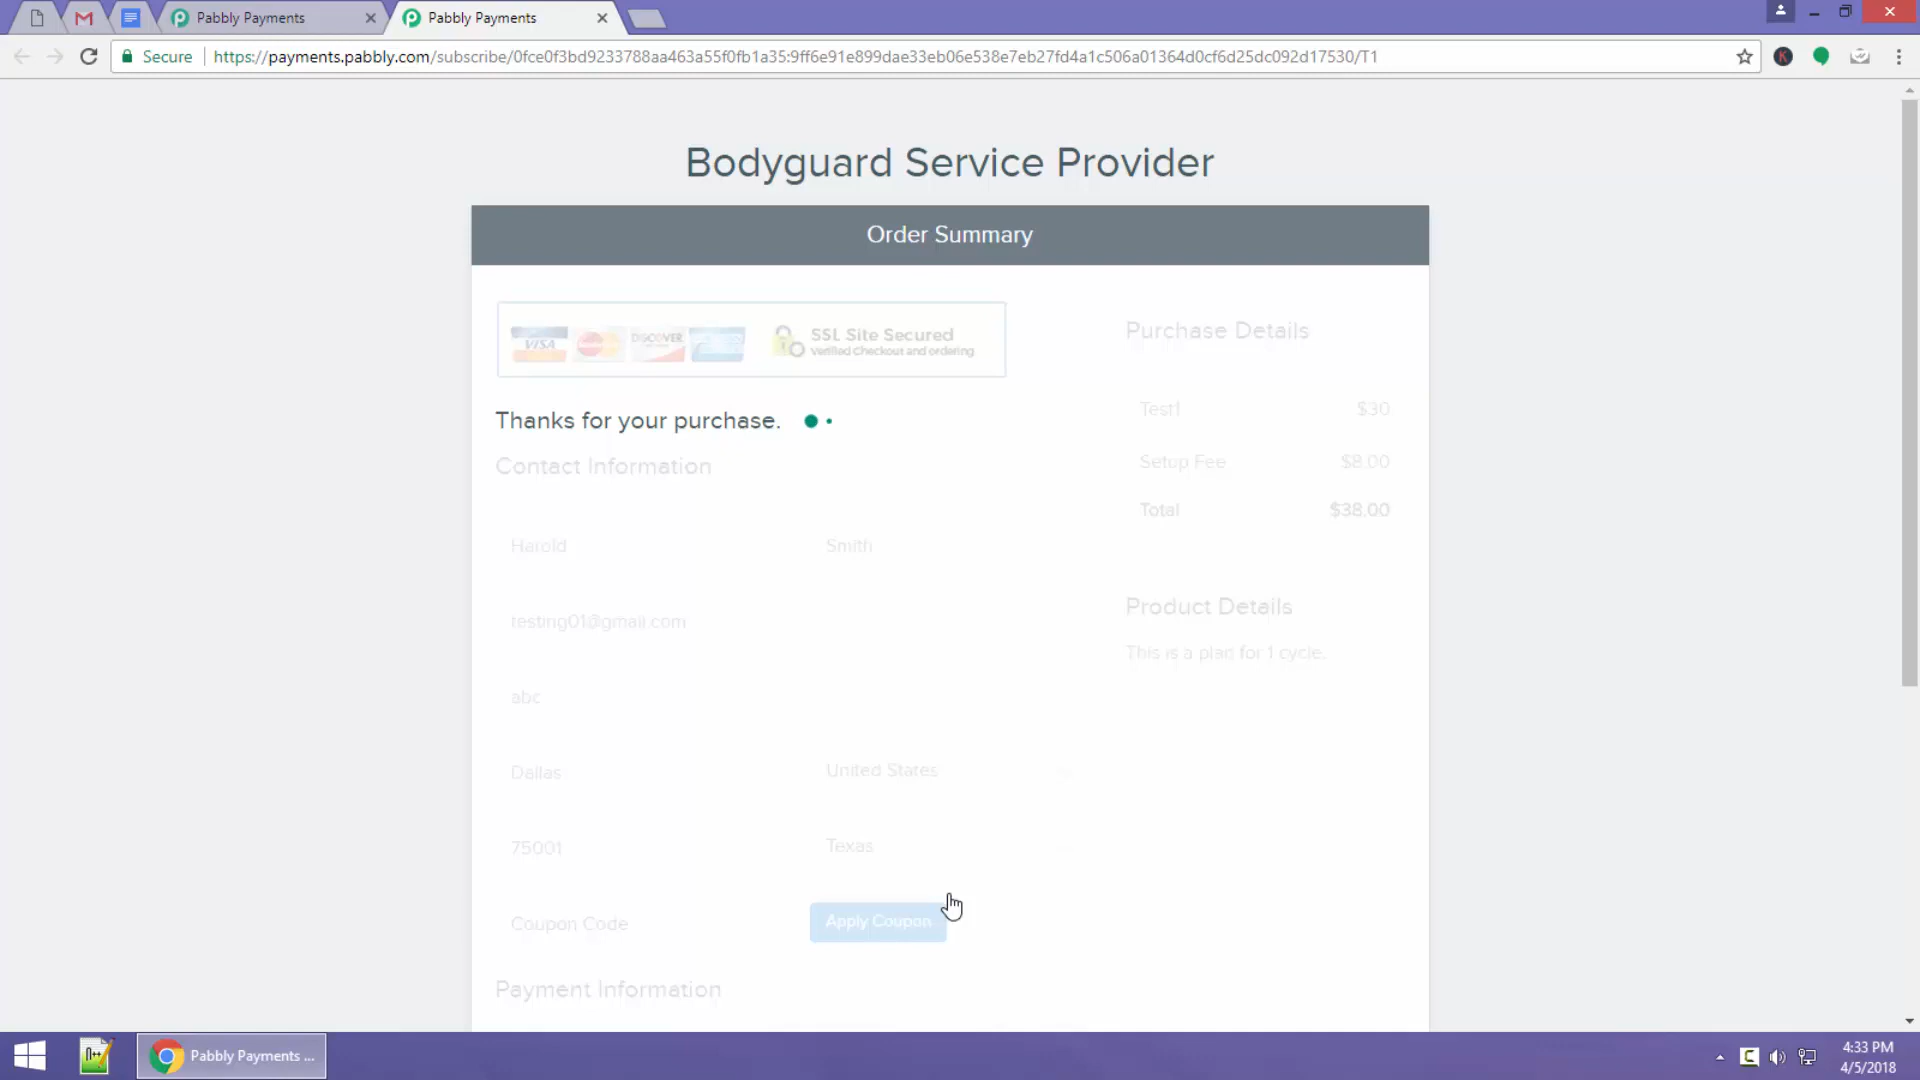 Pabbly Payments
Pabbly Payments
Secure
https://payments.pabbly.com/subscribe/0fce0f3bd9233788aa463a55f0fb1a35:9ff6e91e899dae33eb06e538e7eb27fd4a1c506a01364d0cf6d25dc092d17530/T1
Bodyguard Service Provider
Order Summary
VISA
DISCOVER
SSL Site Secured
Verified Checkout and ordering
Purchase Details
Thanks for your purchase.
Test1 $30
Contact Information
Setup Fee $8.00
Total $38.00
Harold Smith
Product Details
testing01@gmail.com
This is a plan for 1 cycle.
abc
Dallas United States
75001 Texas
Coupon Code Apply Coupon
Payment Information
Pabbly Payments ...
4:33 PM
4/5/2018